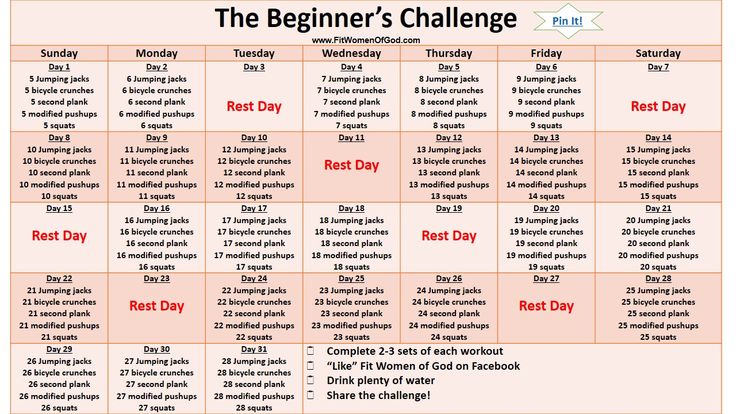 The Beginner's Challenge
Pin It!
www.FitWomenOfGod.com
Sunday Monday Tuesday Wednesday Thursday Friday Saturday
Day 1
5 Jumping jacks
5 bicycle crunches
5 second plank
5 modified pushups
5 squats
Day 2
6 Jumping jacks
6 bicycle crunches
6 second plank
6 modified pushups
6 squats
Day 3
Rest Day
Day 4
7 Jumping jacks
7 bicycle crunches
7 second plank
7 modified pushups
7 squats
Day 5
8 Jumping jacks
8 bicycle crunches
8 second plank
8 modified pushups
8 squats
Day 6
9 Jumping jacks
9 bicycle crunches
9 second plank
9 modified pushups
9 squats
Day 7
Rest Day
Day 8
10 Jumping jacks
10 bicycle crunches
10 second plank
10 modified pushups
10 squats
Day 9
11 Jumping jacks
11 bicycle crunches
11 second plank
11 modified pushups
11 squats
Day 10
12 Jumping jacks
12 bicycle crunches
12 second plank
12 modified pushups
12 squats
Day 11
Rest Day
Day 12
13 Jumping jacks
13 bicycle crunches
13 second plank
13 modified pushups
13 squats
Day 13
14 Jumping jacks
14 bicycle crunches
14 second plank
14 modified pushups
14 squats
Day 14
15 Jumping jacks
15 bicycle crunches
15 second plank
15 modified pushups
15 squats
Day 15
Rest Day
Day 16
16 Jumping jacks
16 bicycle crunches
16 second plank
16 modified pushups
16 squats
Day 17
17 Jumping jacks
17 bicycle crunches
17 second plank
17 modified pushups
17 squats
Day 18
18 Jumping jacks
18 bicycle crunches
18 second plank
18 modified pushups
18 squats
Day 19
Rest Day
Day 20
19 Jumping jacks
19 bicycle crunches
19 second plank
19 modified pushups
19 squats
Day 21
20 Jumping jacks
20 bicycle crunches
20 second plank
20 modified pushups
20 squats
Day 22
21 Jumping jacks
21 bicycle crunches
21 second plank
21 modified pushups
21 squats
Day 23
Rest Day
Day 24
22 Jumping jacks
22 bicycle crunches
22 second plank
22 modified pushups
22 squats
Day 25
23 Jumping jacks
23 bicycle crunches
23 second plank
23 modified pushups
23 squats
Day 26
24 Jumping jacks
24 bicycle crunches
24 second plank
24 modified pushups
24 squats
Day 27
Rest Day
Day 28
25 Jumping jacks
25 bicycle crunches
25 second plank
25 modified pushups
25 squats
Day 29
26 Jumping jacks
26 bicycle crunches
26 second plank
26 modified pushups
26 squats
Day 30
27 Jumping jacks
27 bicycle crunches
27 second plank
27 modified pushups
27 squats
Day 31
28 Jumping jacks
28 bicycle crunches
28 second plank
28 modified pushups
28 squats
Complete 2-3 sets of each workout
“Like” Fit Women of God on Facebook
Drink plenty of water
Share the challenge!